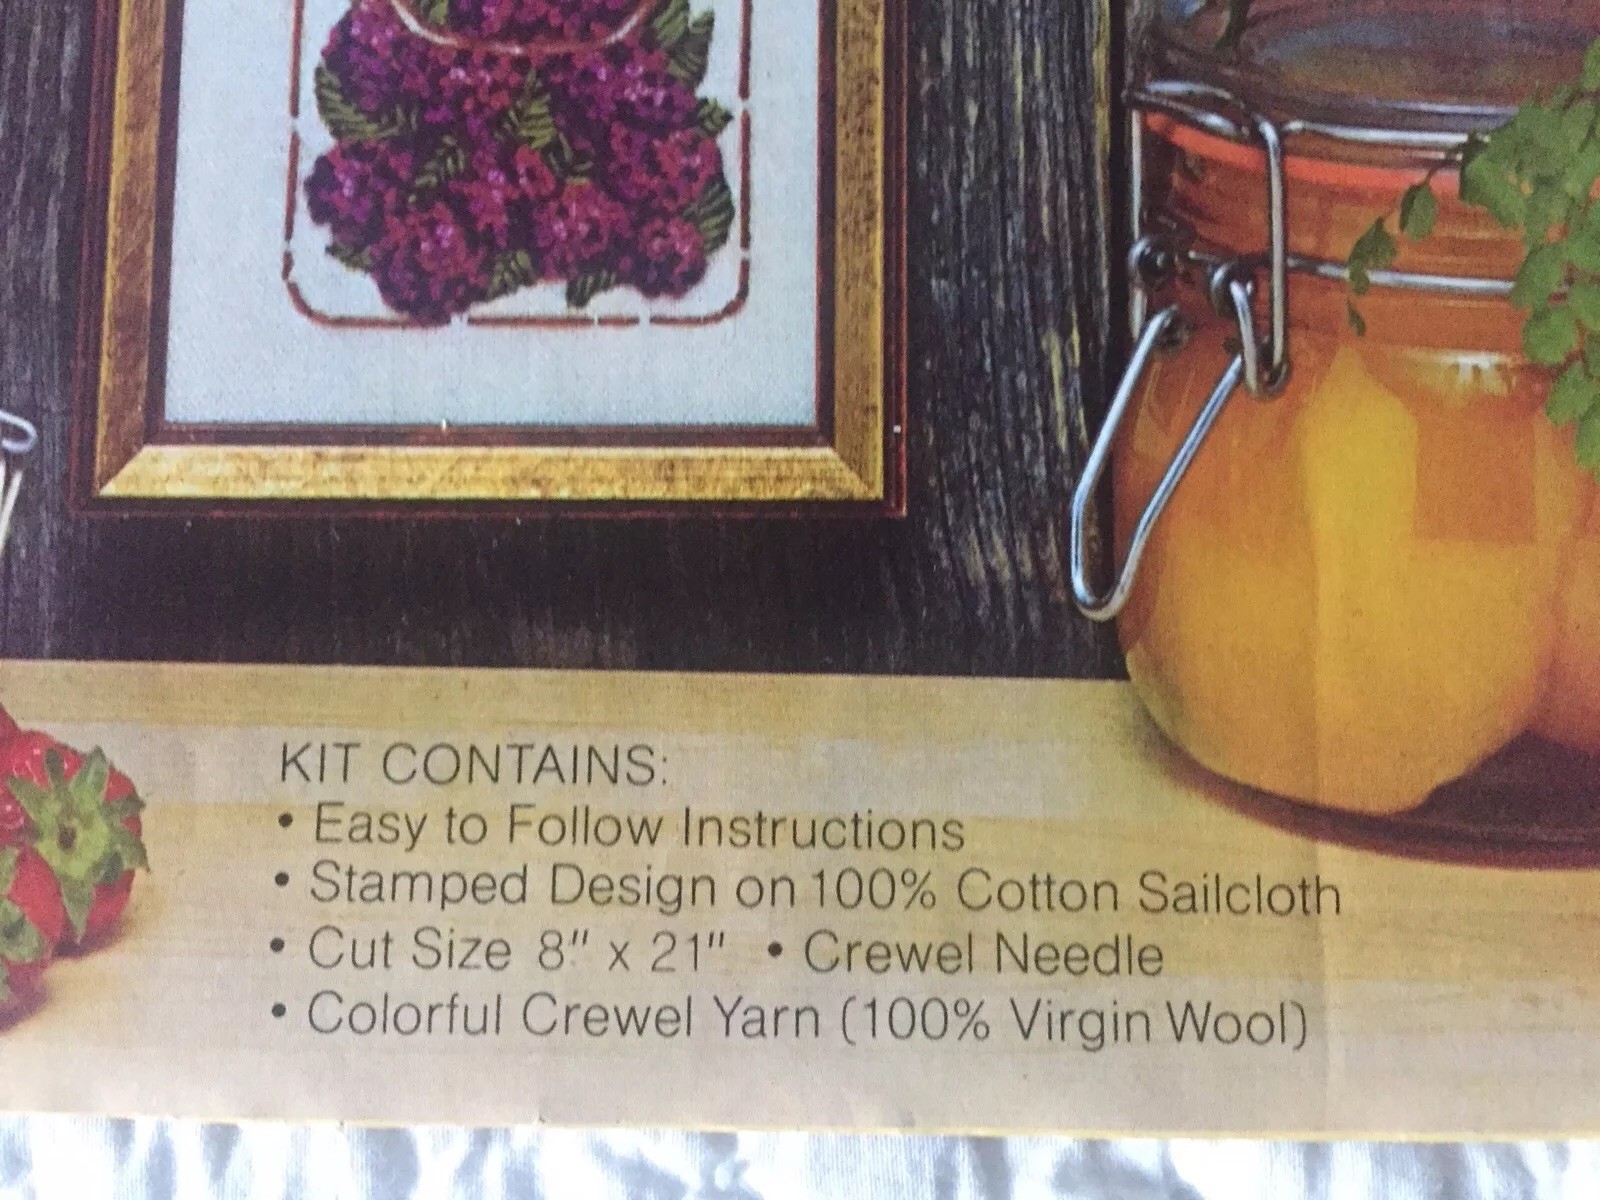 KIT CONTAINS:
• Easy to Follow Instructions
• Stamped Design on 100% Cotton Sailcloth
• Cut Size 8" x 21" • Crewel Needle
• Colorful Crewel Yarn (100% Virgin Wool)